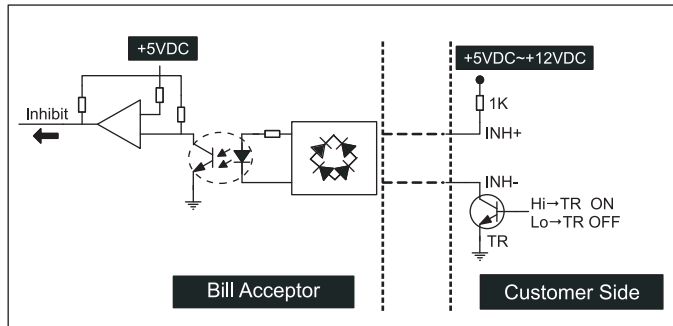 +5VDC
+5VDC~+12VDC
Inhibit
1K
INH+
INH-
Hi→TR ON
Lo→TR OFF
TR
Bill Acceptor
Customer Side